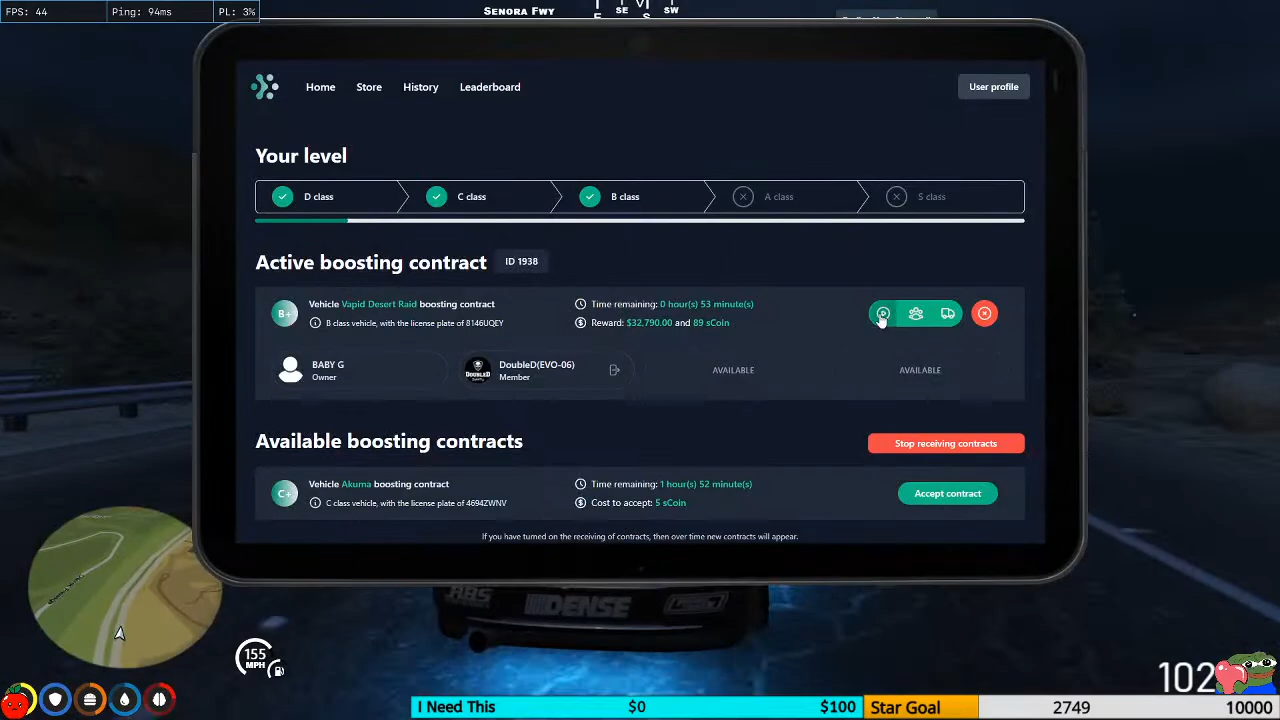 FPS: 44 Ping: 94ms PL: 3%
SENORA FWY
E SE S SW
Home Store History Leaderboard User profile
Your level
D class C class B class A class S class
Active boosting contract ID 1938
B+ Vehicle Vapid Desert Raid boosting contract
B class vehicle, with the license plate of 8146UQEY
Time remaining: 0 hour(s) 53 minute(s)
Reward: $32,790.00 and 89 sCoin
BABY G
Owner
DoubleD(EVO-06)
Member
AVAILABLE AVAILABLE
Available boosting contracts Stop receiving contracts
C+ Vehicle Akuma boosting contract
C class vehicle, with the license plate of 4694ZWNV
Time remaining: 1 hour(s) 52 minute(s)
Cost to accept: 5 sCoin
Accept contract
If you have turned on the receiving of contracts, then over time new contracts will appear.
DENSE
155
MPH
102
I Need This $0 $100 Star Goal 2749 10000